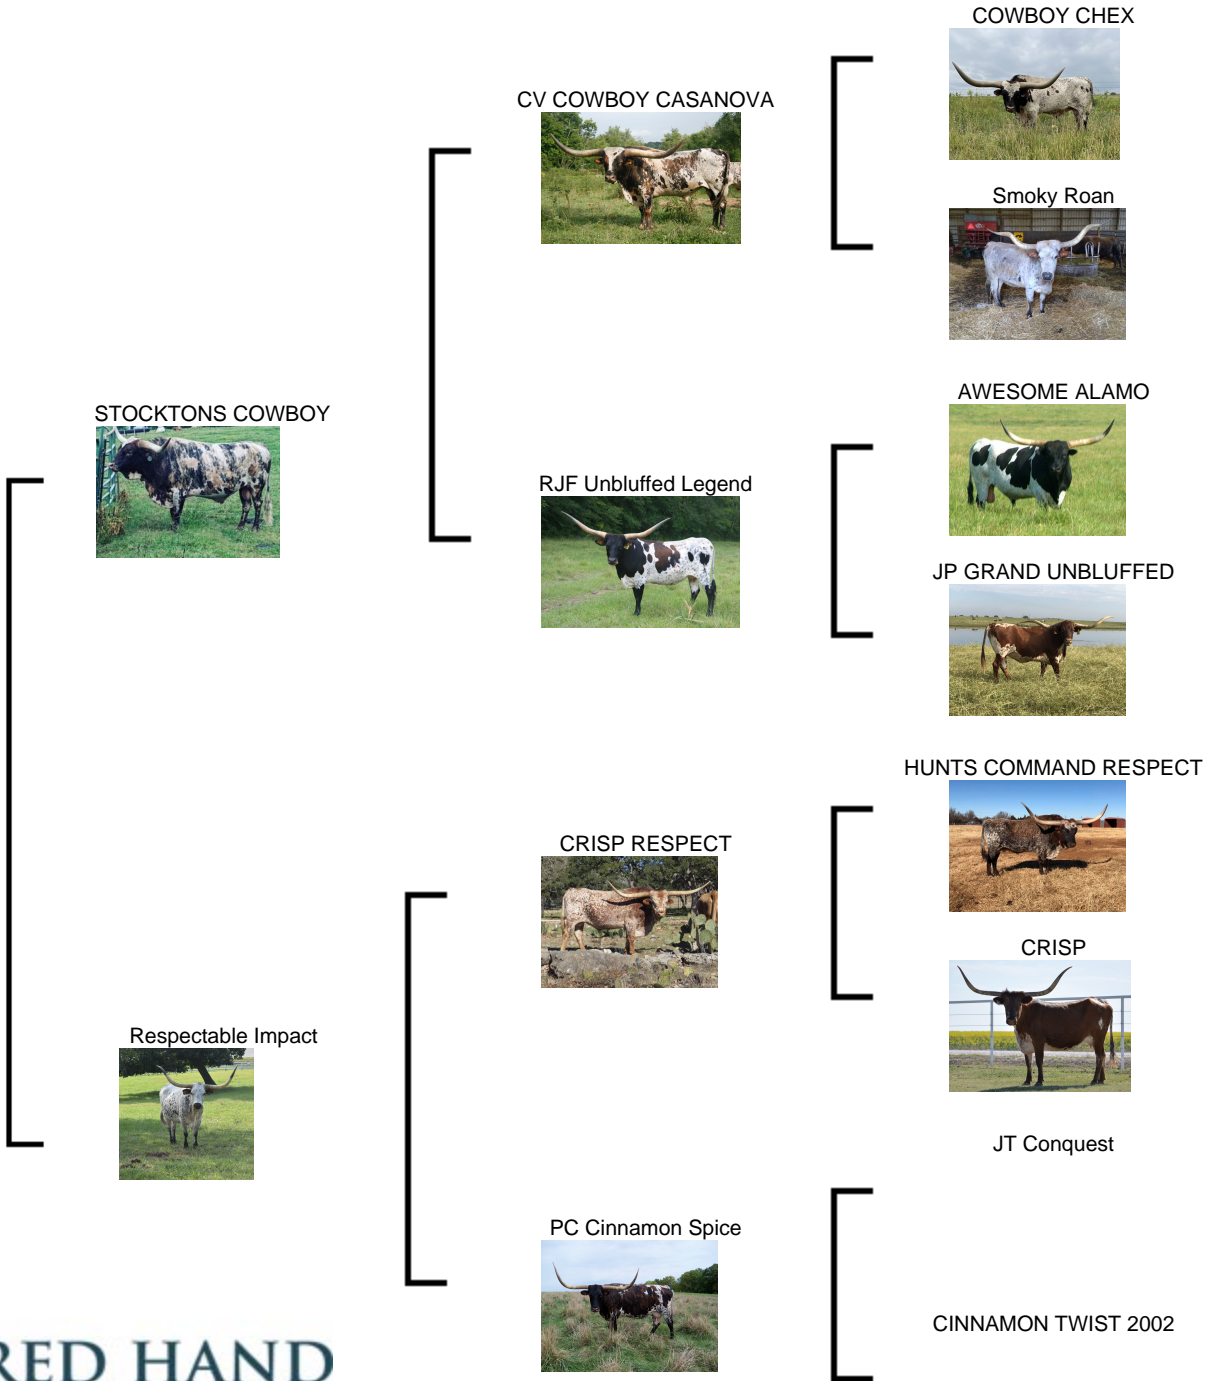 COWBOY CHEX
CV COWBOY CASANOVA
Smoky Roan
STOCKTONS COWBOY
AWESOME ALAMO
RJF Unbluffed Legend
JP GRAND UNBLUFFED
HUNTS COMMAND RESPECT
CRISP RESPECT
CRISP
Respectable Impact
JT Conquest
PC Cinnamon Spice
CINNAMON TWIST 2002
RED HAND